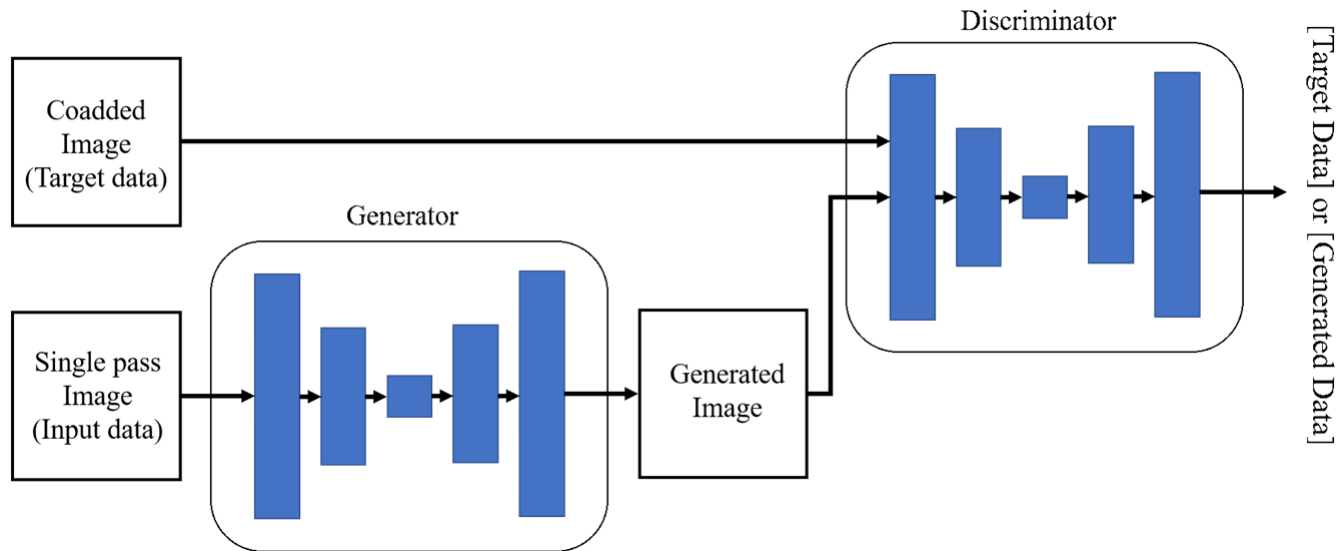 Discriminator
Coadded
Image
(Target data)
Generator
Single pass
Image
(Input data)
Generated
Image
[Target Data] or [Generated Data]